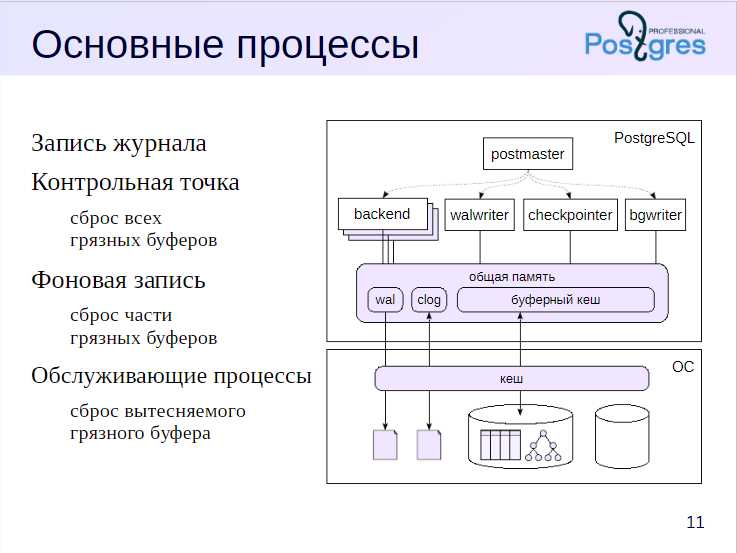 Основные процессы
PROFESSIONAL
Postgres
Запись журнала
Контрольная точка
сброс всех
грязных буферов
Фоновая запись
сброс части
грязных буферов
Обслуживающие процессы
сброс вытесняемого
грязного буфера
PostgreSQL
postmaster
backend
walwriter
checkpointer
bgwriter
общая память
wal
clog
буферный кеш
ОС
кеш
11